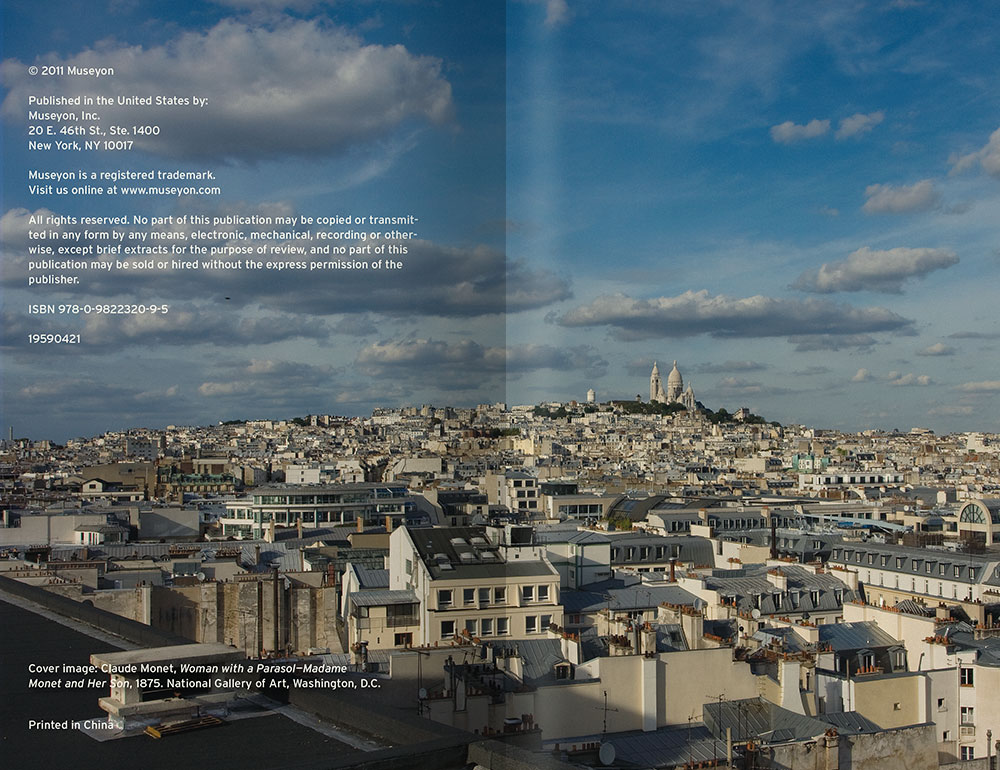 © 2011 Museyon
Published in the United States by:
Museyon, Inc.
20 E. 46th St., Ste. 1400
New York, NY 10017
Museyon is a registered trademark.
Visit us online at www.museyon.com
All rights reserved. No part of this publication may be copied or transmit-
ted in any form by any means, electronic, mechanical, recording or other-
wise, except brief extracts for the purpose of review, and no part of this
publication may be sold or hired without the express permission of the
publisher.
ISBN 978-0-9822320-9-5
19590421
Cover image: Claude Monet, Woman with a Parasol—Madame
Monet and Her Son, 1875. National Gallery of Art, Washington, D.C.
Printed in China